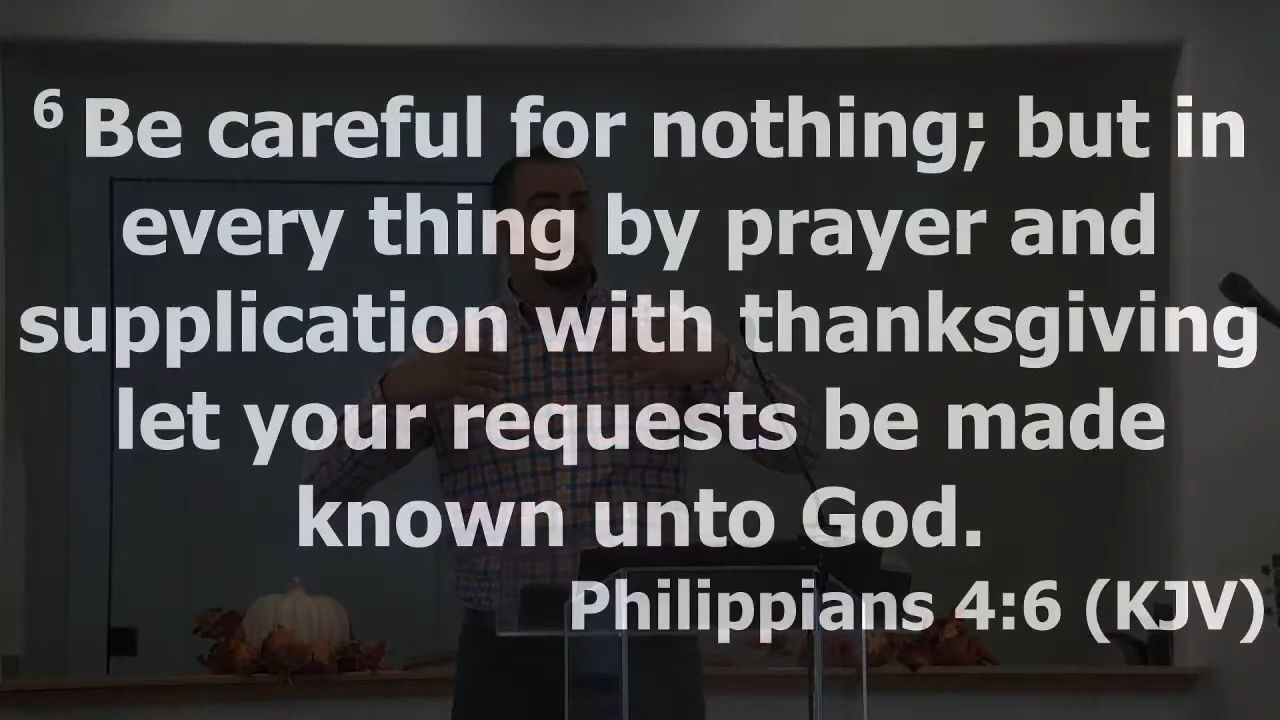 6 Be careful for nothing; but in
every thing by prayer and
supplication with thanksgiving
let your requests be made
known unto God.
Philippians 4:6 (KJV)